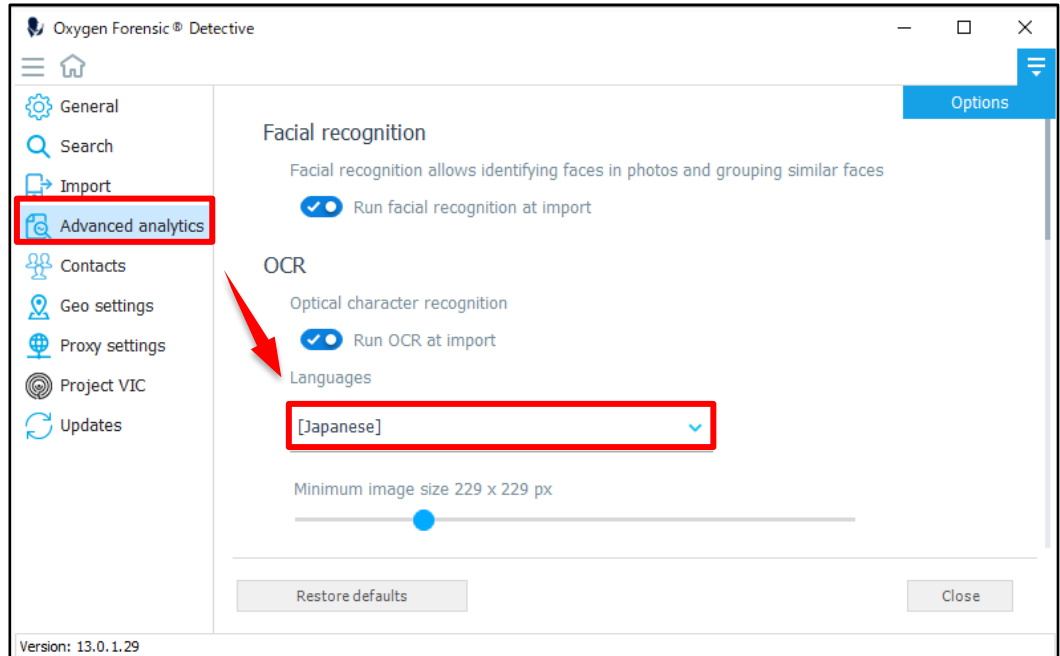 Oxygen Forensic® Detective
Options
General
Search
Import
Advanced analytics
Contacts
Geo settings
Proxy settings
Project VIC
Updates
Facial recognition
Facial recognition allows identifying faces in photos and grouping similar faces
Run facial recognition at import
OCR
Optical character recognition
Run OCR at import
Languages
[Japanese]
Minimum image size 229 x 229 px
Restore defaults
Close
Version: 13.0.1.29